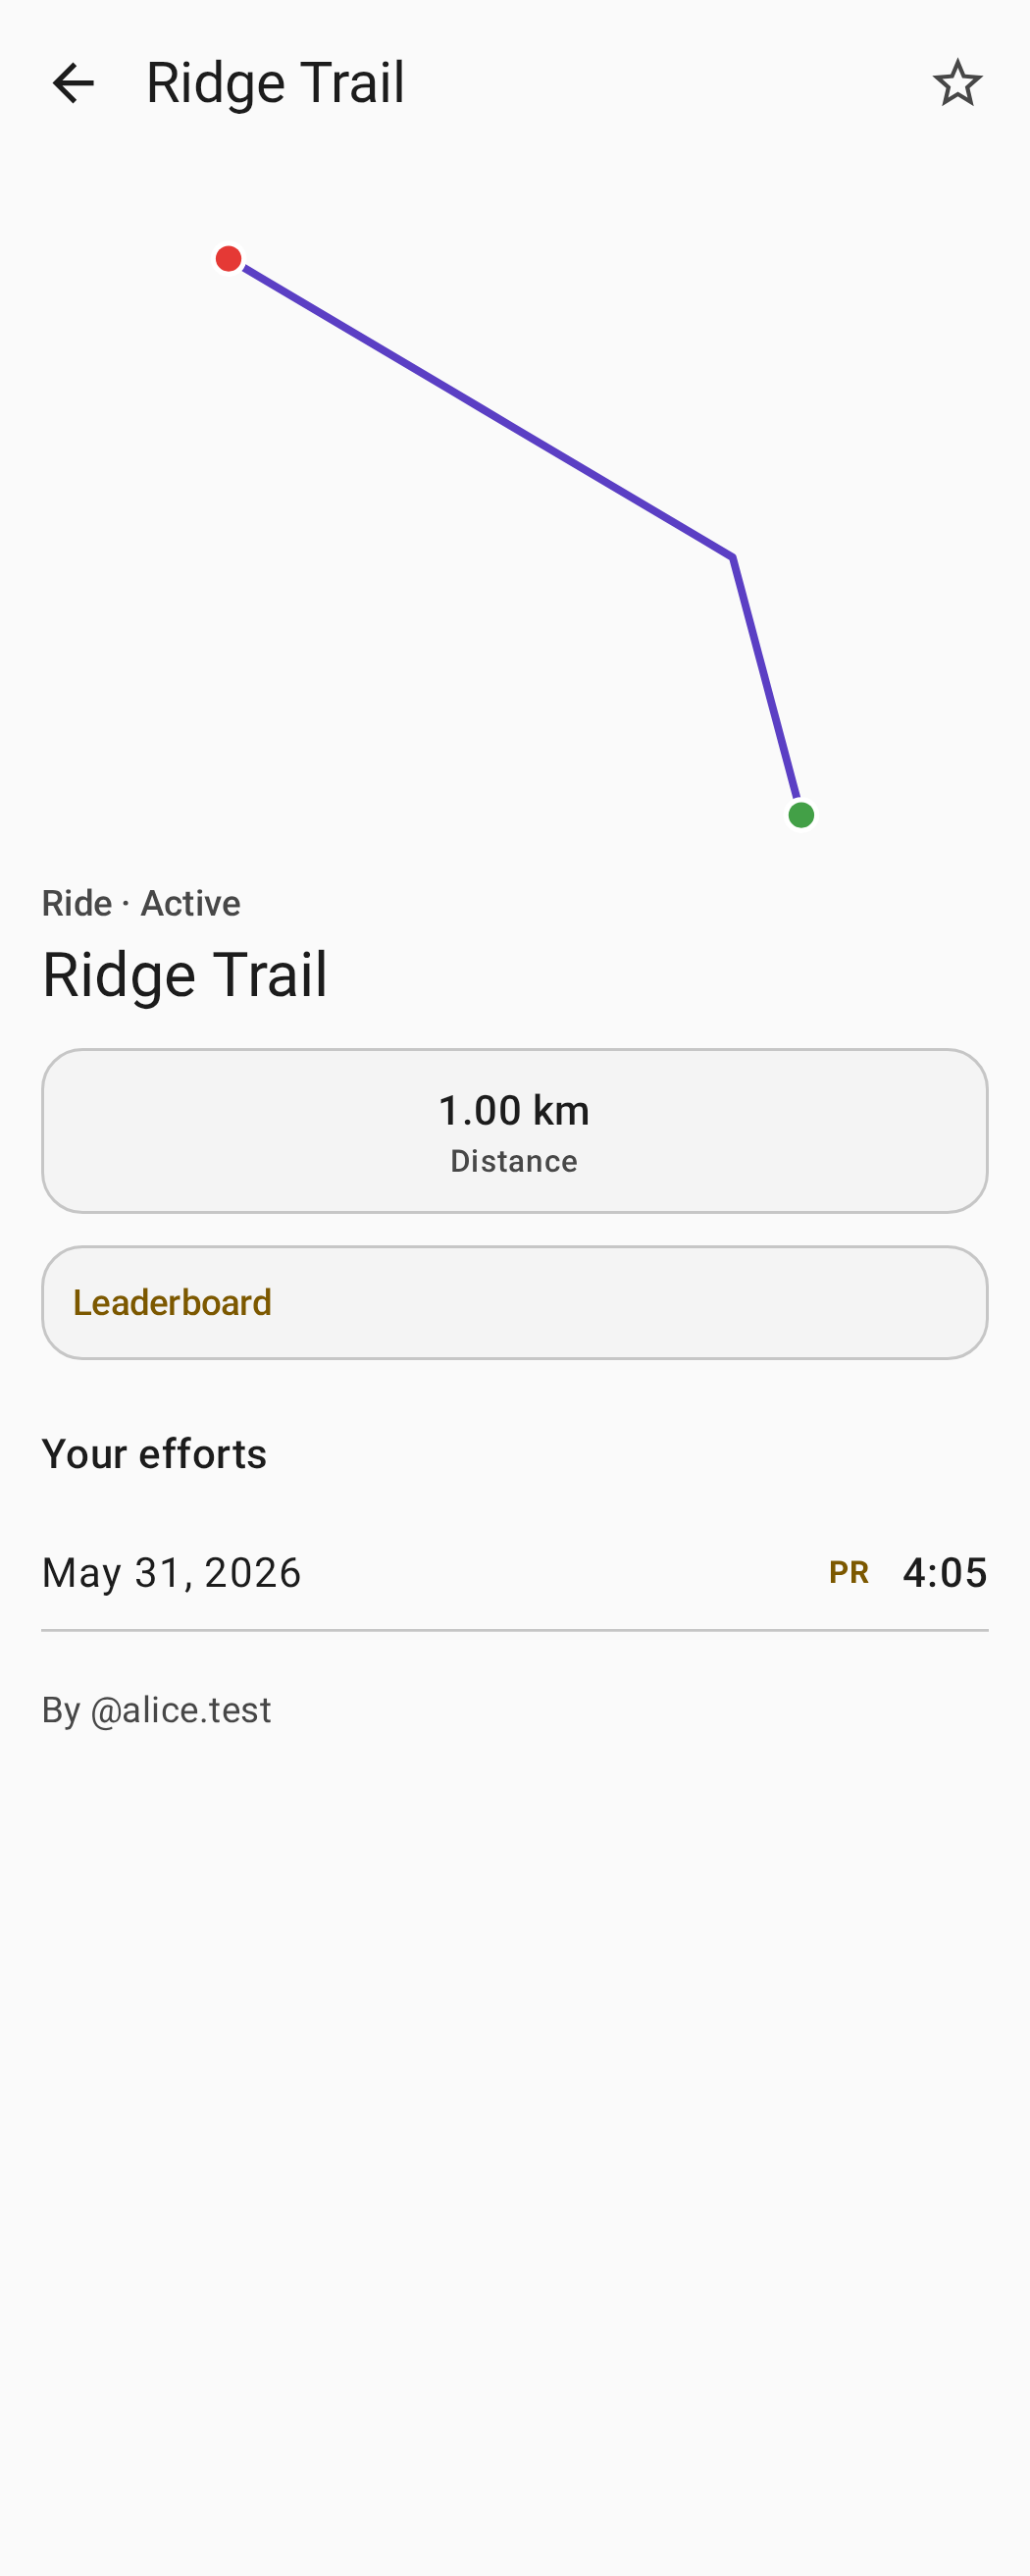 Ridge Trail
Ride · Active
Ridge Trail
1.00 km
Distance
Leaderboard
Your efforts
May 31, 2026 PR 4:05
By @alice.test